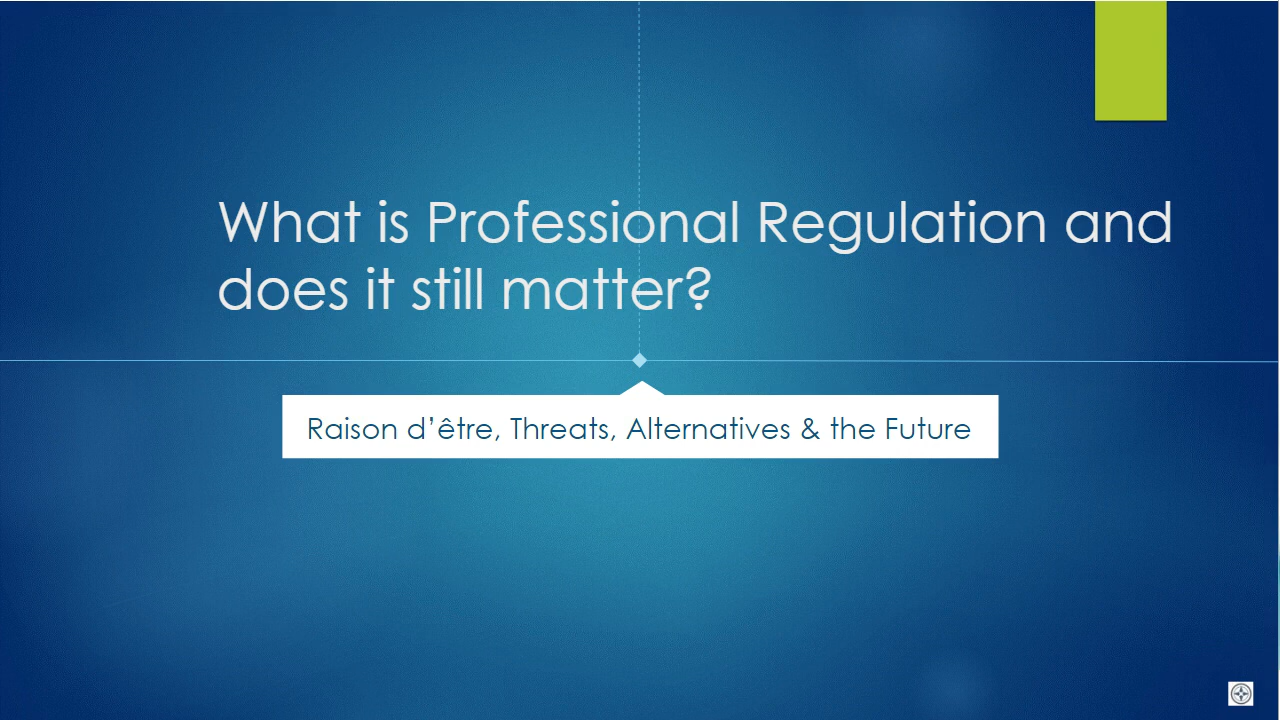 What is Professional Regulation and
does it still matter?
Raison d’être, Threats, Alternatives & the Future